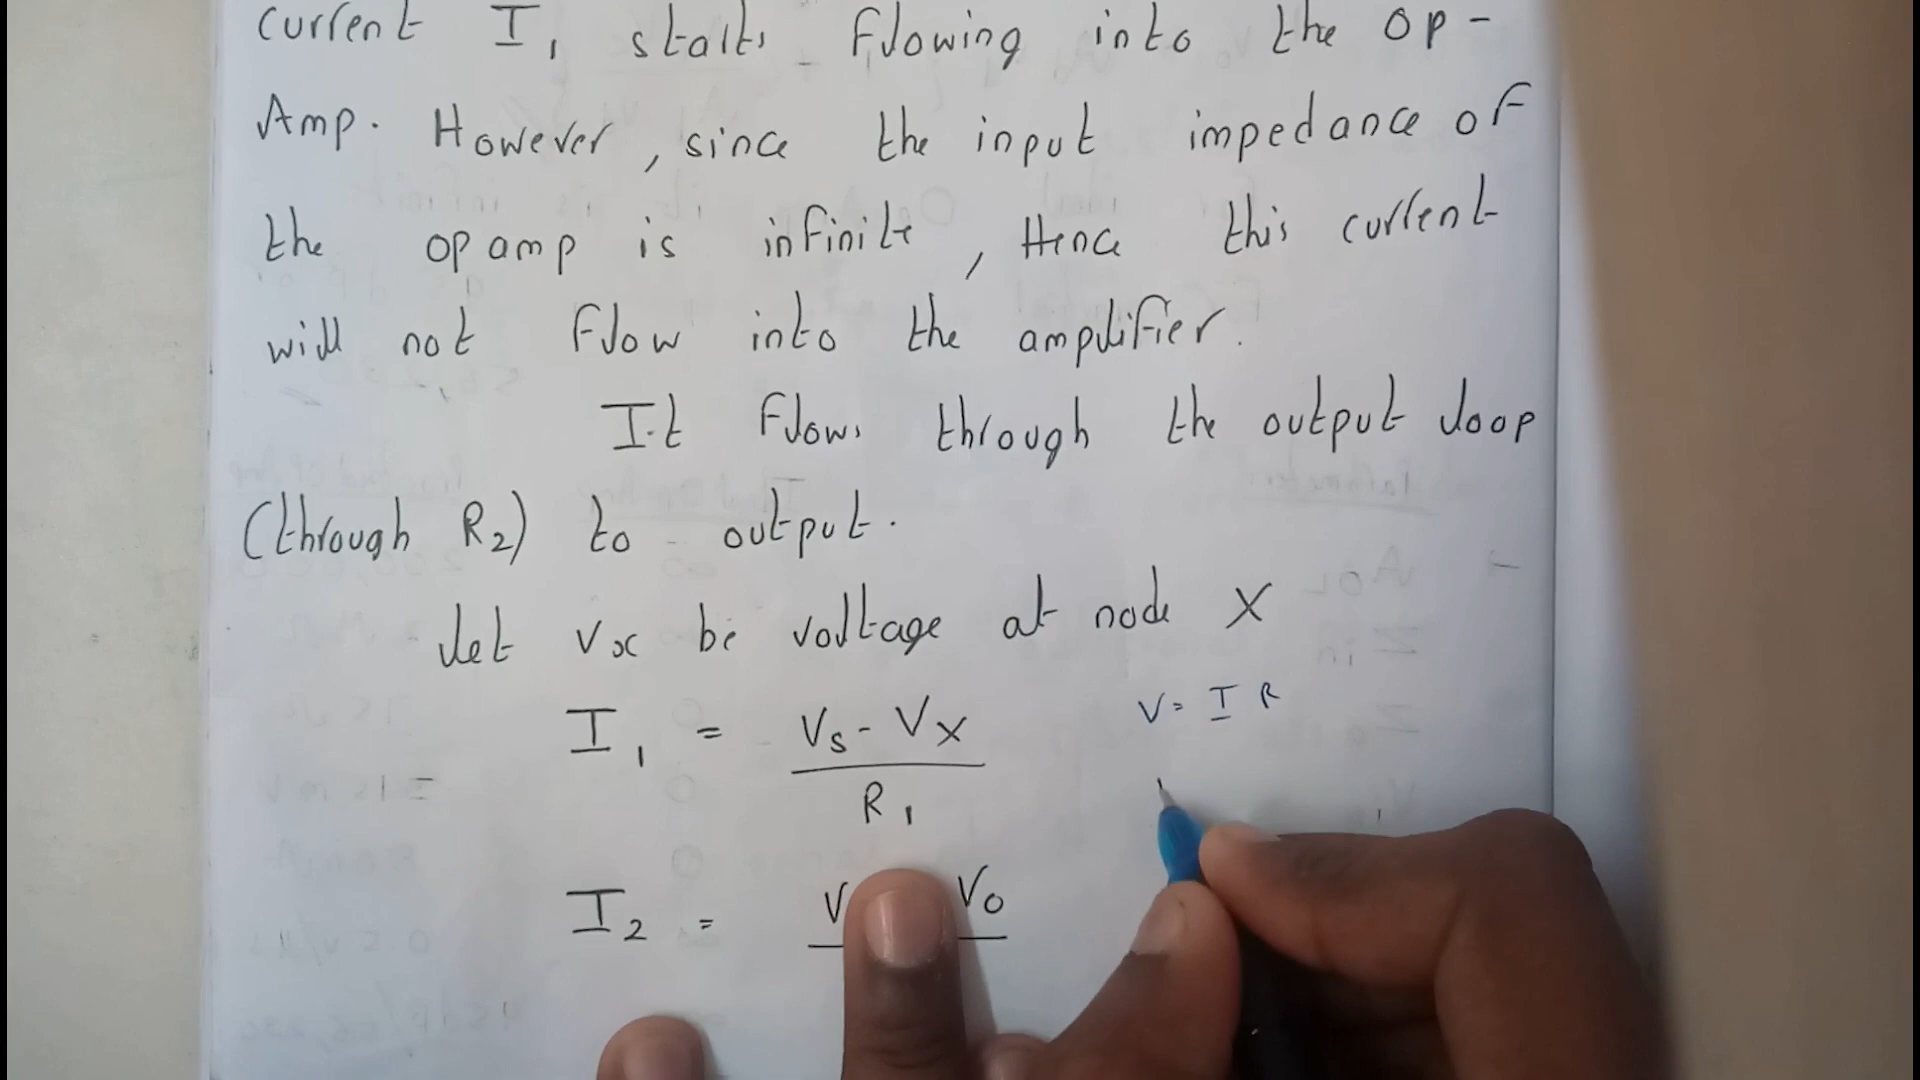 current I1 starts flowing into the op-
Amp. However, since the input impedance of
the opamp is infinite, Hence this current
will not flow into the amplifier.
It flows through the output loop
(through R2) to output.
let Vx be voltage at node X
I1 = Vs - Vx
R1
V = I R
I2 = V Vo